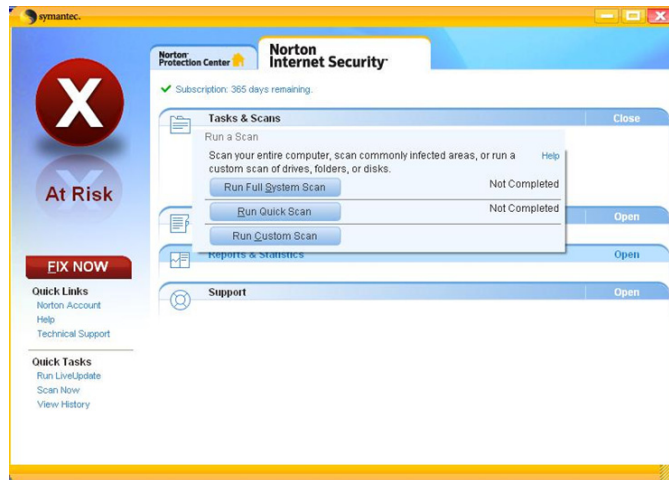 symantec.
Norton
Protection Center
Norton
Internet Security
Subscription: 365 days remaining.
Tasks & Scans
Close
Run a Scan
Scan your entire computer, scan commonly infected areas, or run a
custom scan of drives, folders, or disks.
Help
Run Full System Scan
Not Completed
Run Quick Scan
Not Completed
Run Custom Scan
Open
Reports & Statistics
Open
Support
Open
X
At Risk
FIX NOW
Quick Links
Norton Account
Help
Technical Support
Quick Tasks
Run LiveUpdate
Scan Now
View History